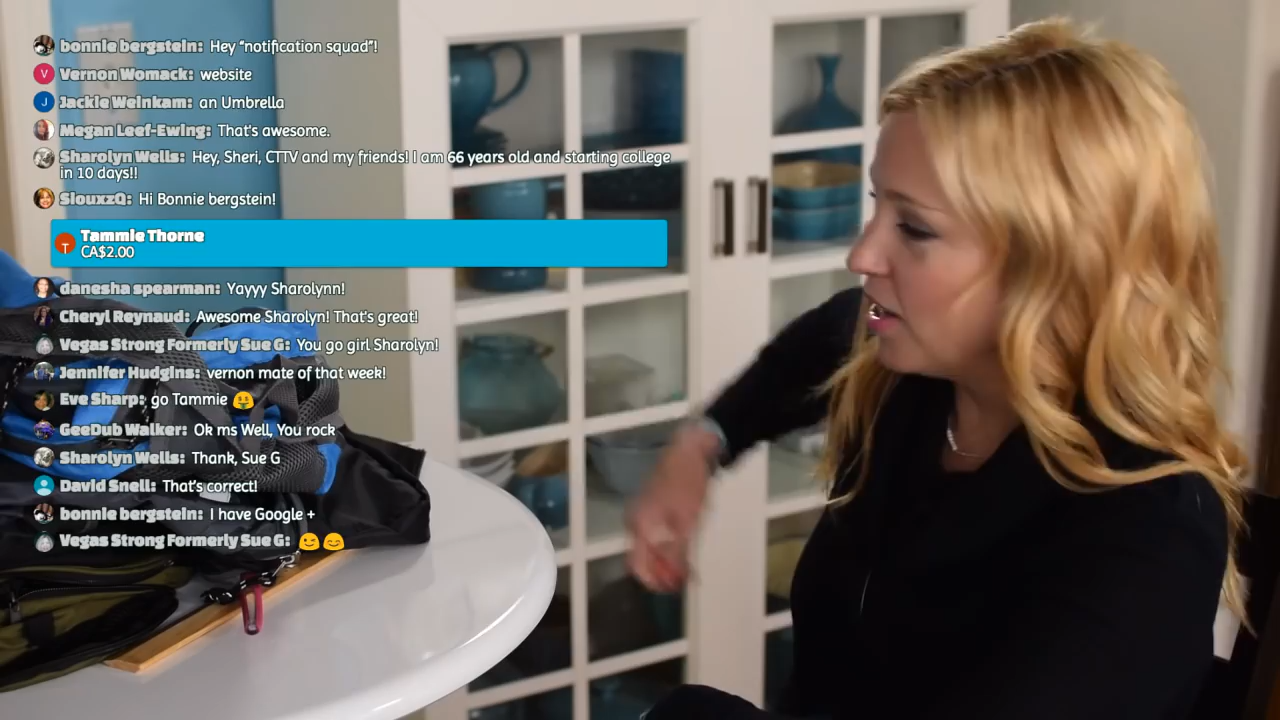 bonnie bergstein: Hey “notification squad”!
V Vernon Womack: website
J Jackie Weinkam: an Umbrella
Megan Leef-Ewing: That's awesome.
Sharolyn Wells: Hey, Sheri, CTTV and my friends! I am 66 years old and starting college
in 10 days!!
SiouxzQ: Hi Bonnie bergstein!
T Tammie Thorne
CA$2.00
danesha spearman: Yayyy Sharolynn!
Cheryl Reynaud: Awesome Sharolyn! That's great!
Vegas Strong Formerly Sue G: You go girl Sharolyn!
Jennifer Hudgins: vernon mate of that week!
Eve Sharp: go Tammie 🤑
GeeDub Walker: Ok ms Well, You rock
Sharolyn Wells: Thank, Sue G
David Snell: That's correct!
bonnie bergstein: I have Google +
Vegas Strong Formerly Sue G: 😉 😊